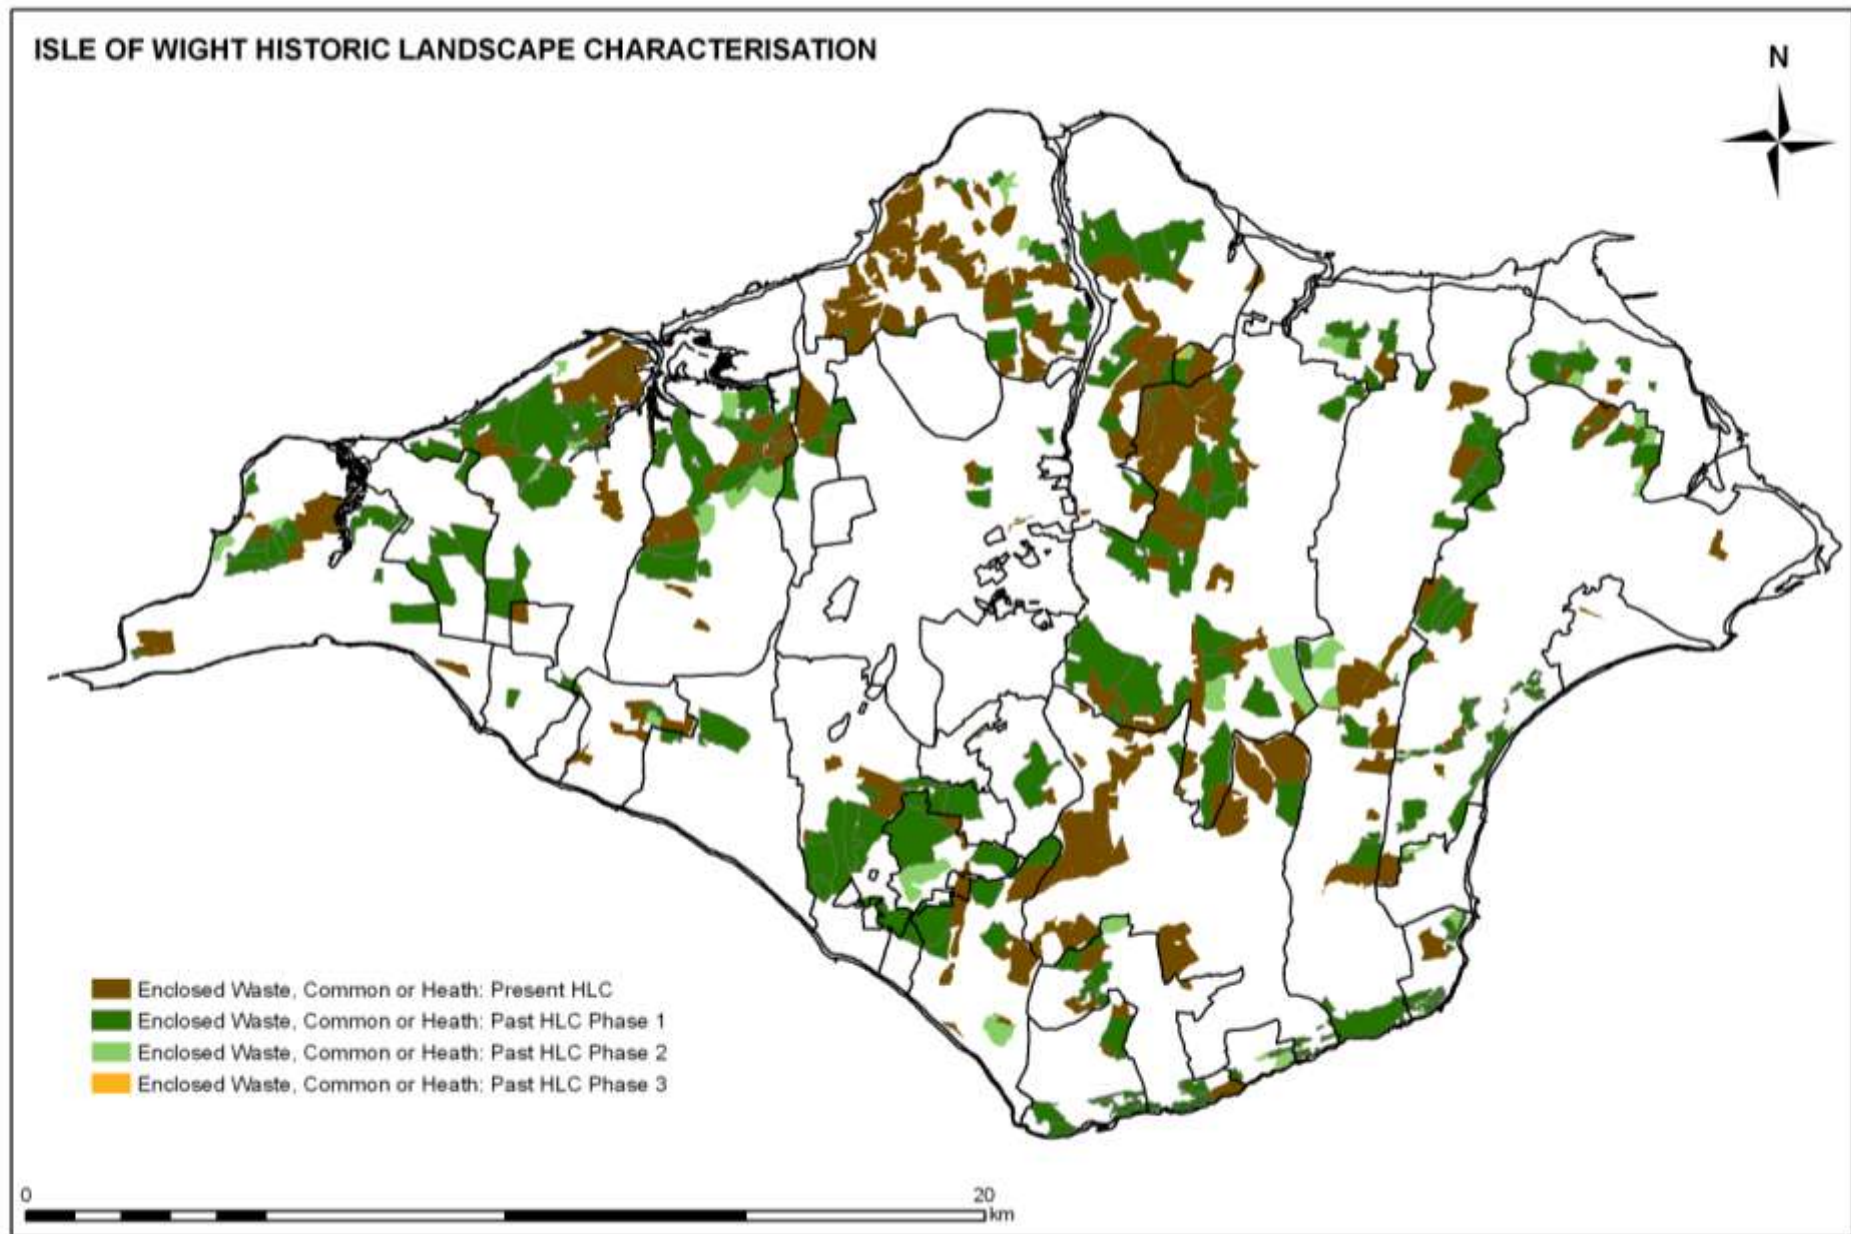 ISLE OF WIGHT HISTORIC LANDSCAPE CHARACTERISATION
N
Enclosed Waste, Common or Heath: Present HLC
Enclosed Waste, Common or Heath: Past HLC Phase 1
Enclosed Waste, Common or Heath: Past HLC Phase 2
Enclosed Waste, Common or Heath: Past HLC Phase 3
0 20
km